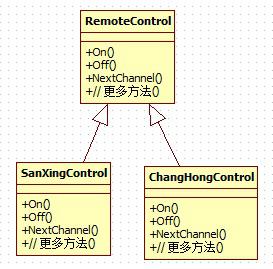 RemoteControl
+On()
+Off()
+NextChannel()
+// 更多方法()
SanXingControl
+On()
+Off()
+NextChannel()
+// 更多方法()
ChangHongControl
+On()
+Off()
+NextChannel()
+// 更多方法()